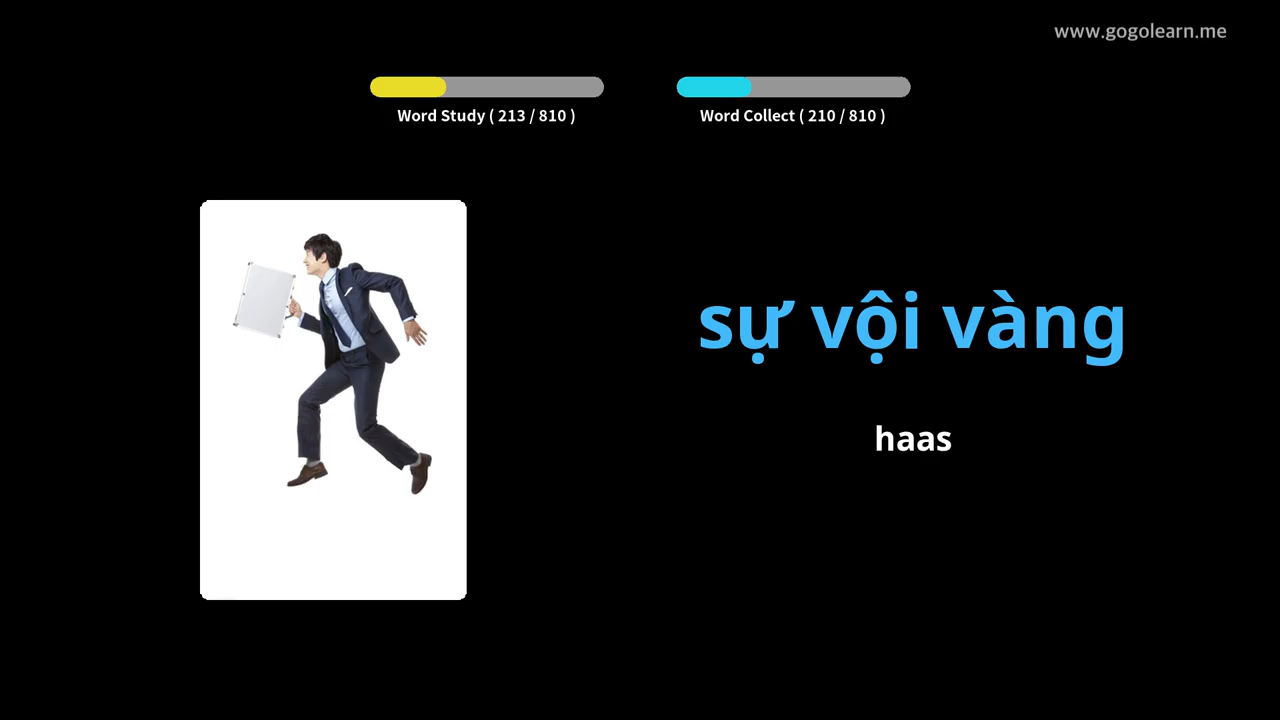 www.gogolearn.me
Word Study ( 213 / 810 )
Word Collect ( 210 / 810 )
sự vội vàng
haas